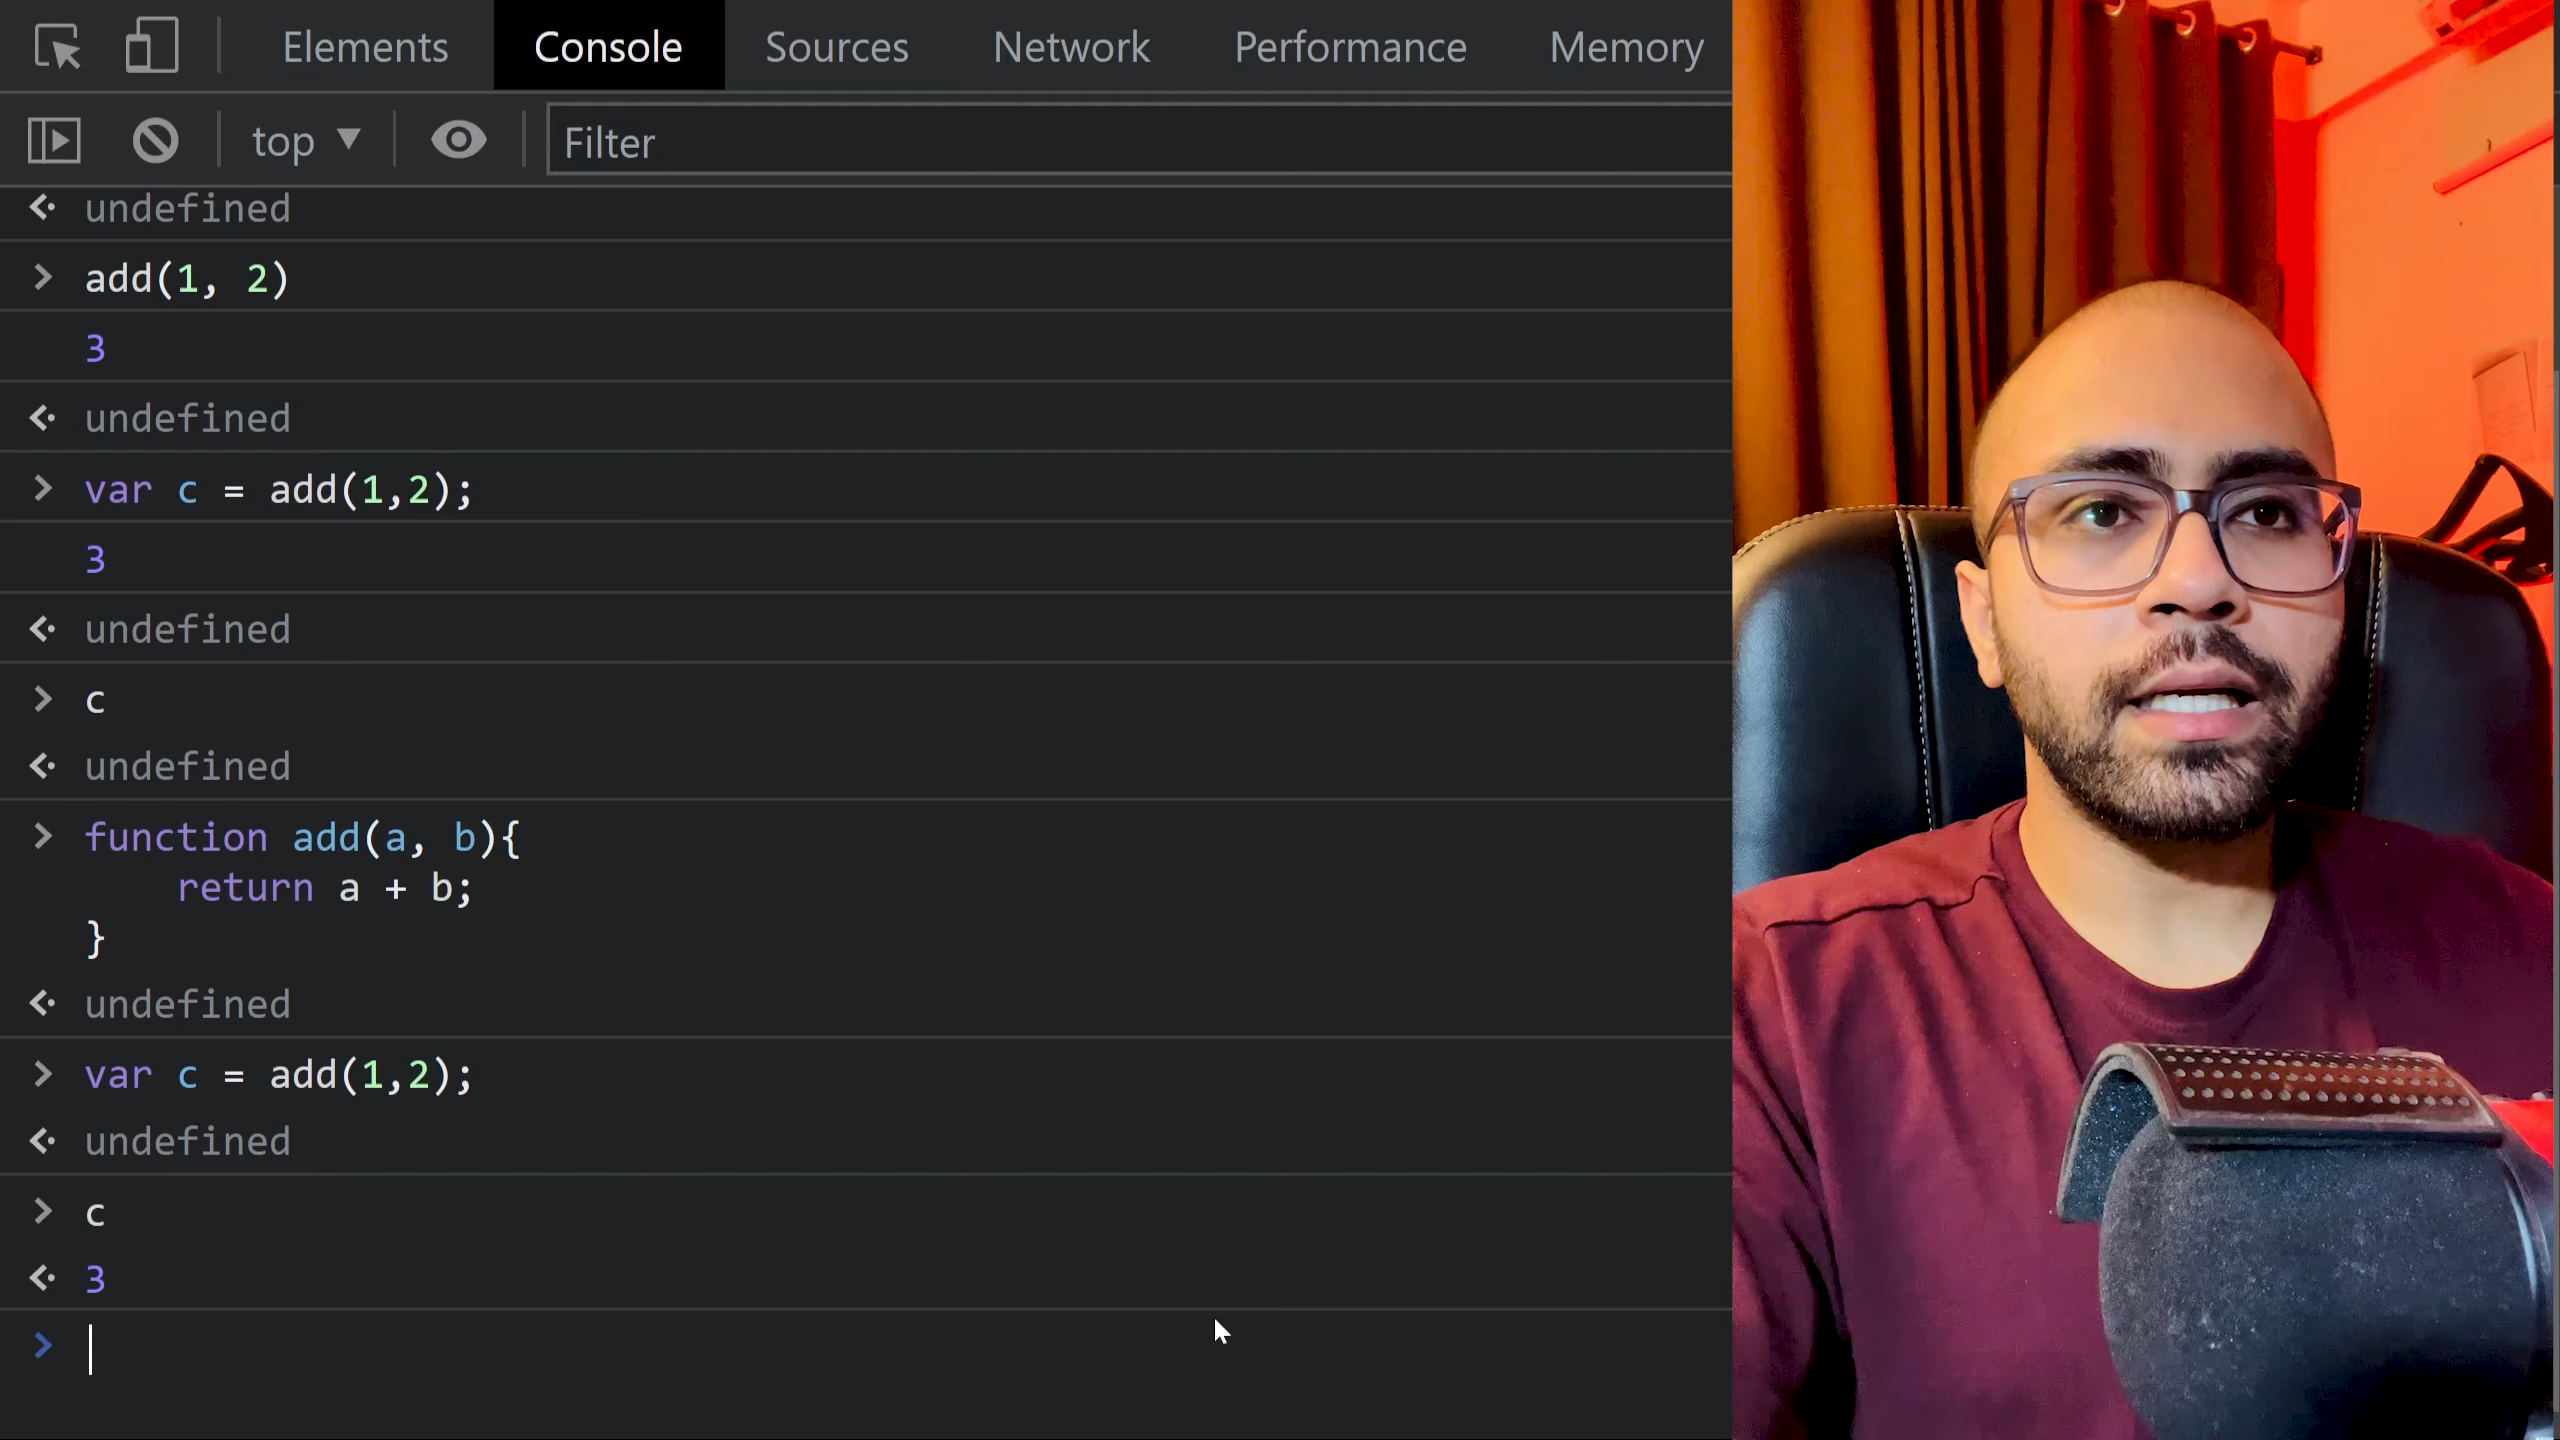 Elements Console Sources Network Performance Memory
top Filter
undefined
add(1, 2)
3
undefined
var c = add(1,2);
3
undefined
c
undefined
function add(a, b){
    return a + b;
}
undefined
var c = add(1,2);
undefined
c
3